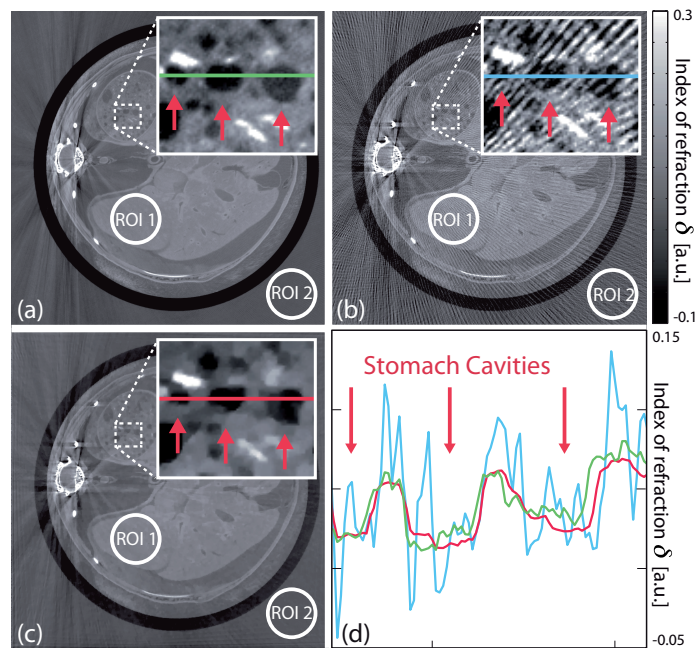 ROI 1
ROI 2
(a)
ROI 1
ROI 2
(b)
0.3
Index of refraction δ [a.u.]
-0.1
ROI 1
ROI 2
(c)
Stomach Cavities
(d)
0.15
Index of refraction δ [a.u.]
-0.05